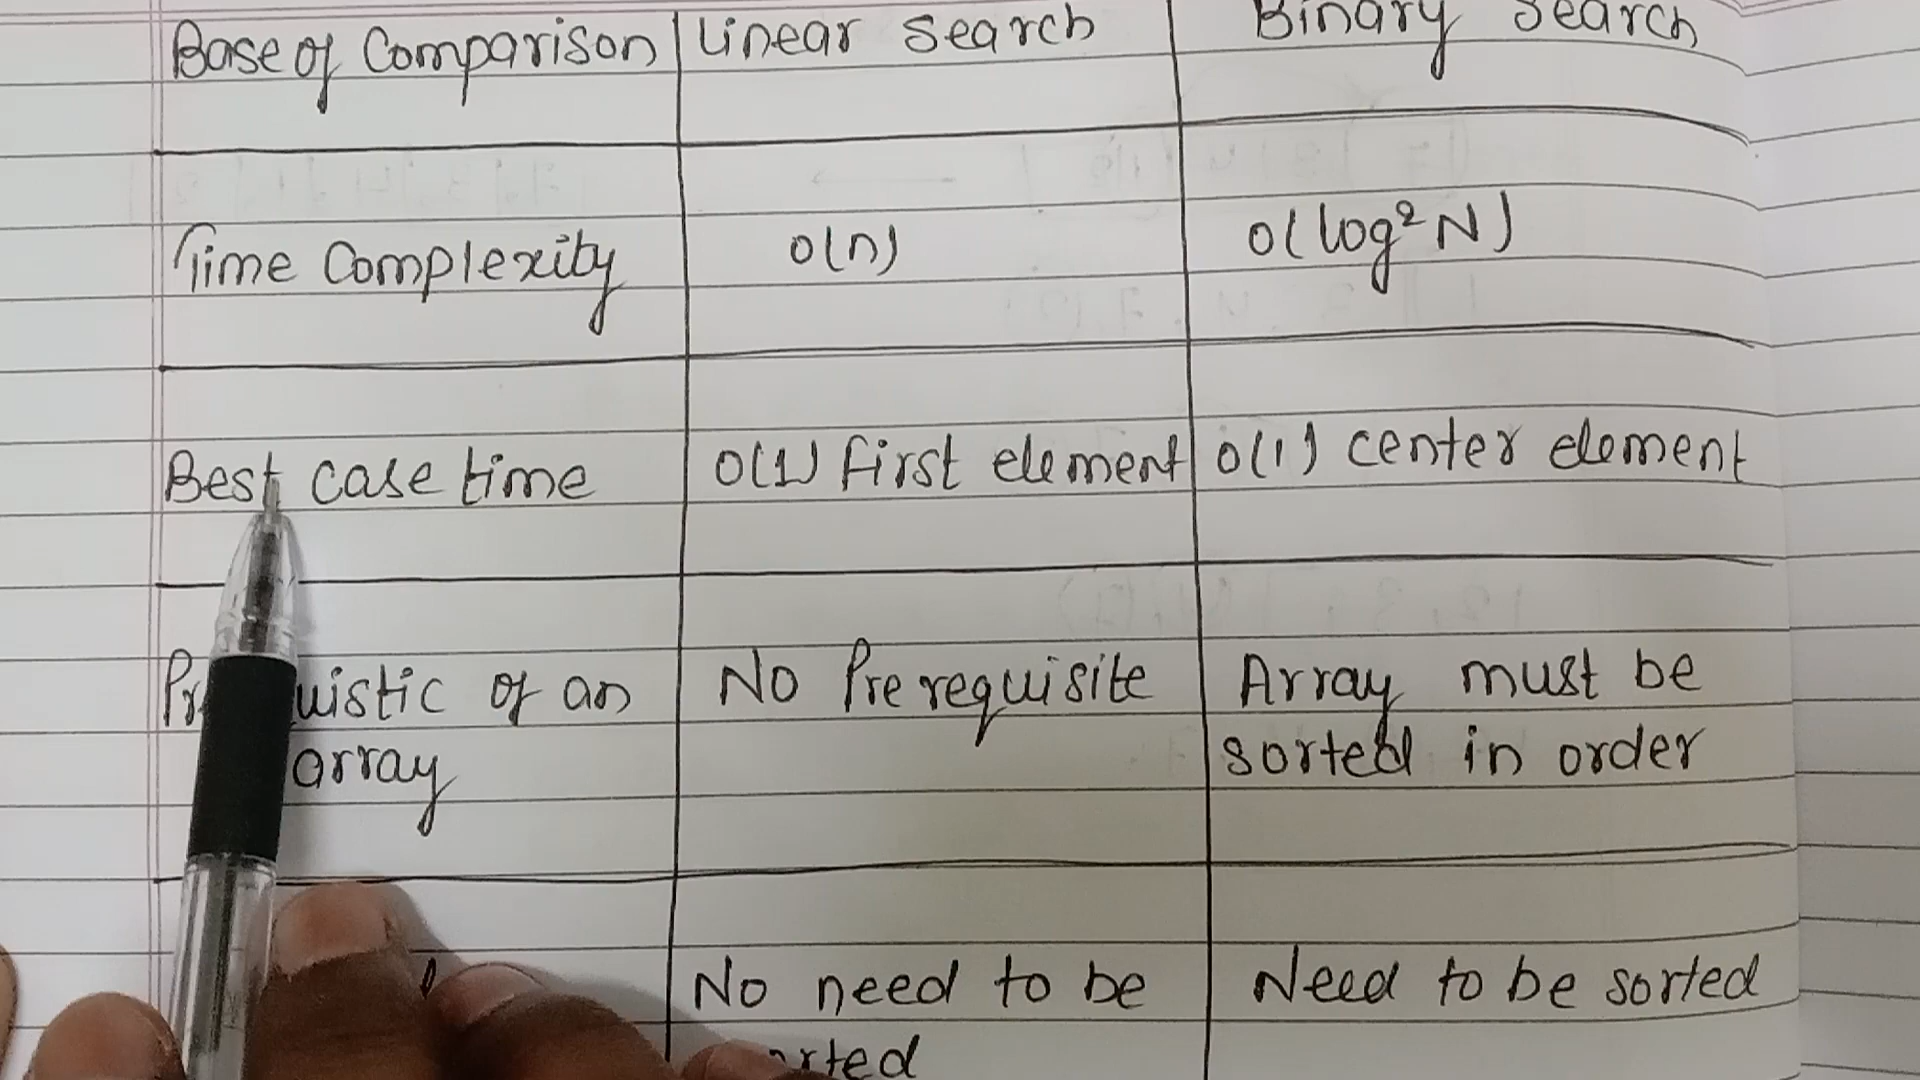 Base of Comparison Linear Search Binary Search
Time Complexity O(n) O(log² N)
Best case time O(1) first element O(1) center element
of an No Prerequisite Array must be
array sorted in order
No need to be Need to be sorted